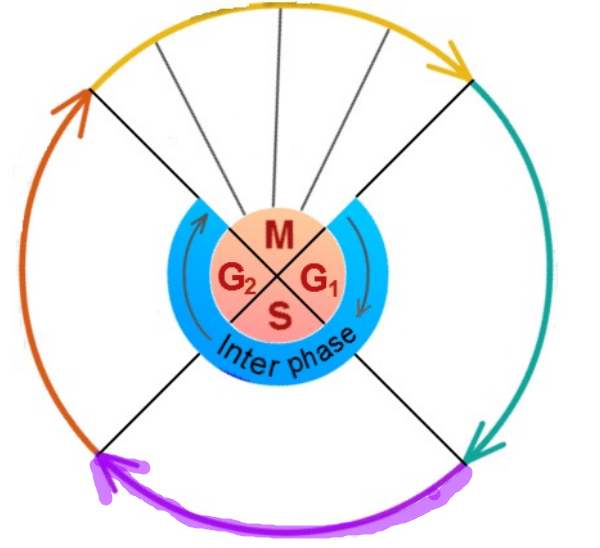 M
G₂ G₁
S
Inter phase